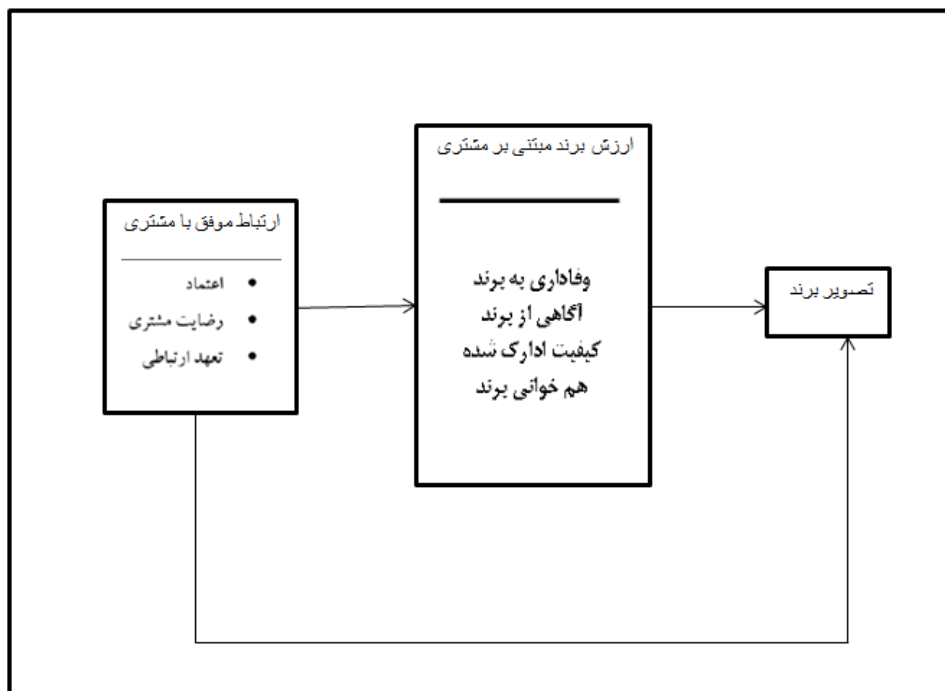 ارزش برند مبتنی بر مشتری
وفاداری به برند
آگاهی از برند
کیفیت ادارک شده
هم خوانی برند
ارتباط موفق با مشتری
• اعتماد
• رضایت مشتری
• تعهد ارتباطی
تصویر برند